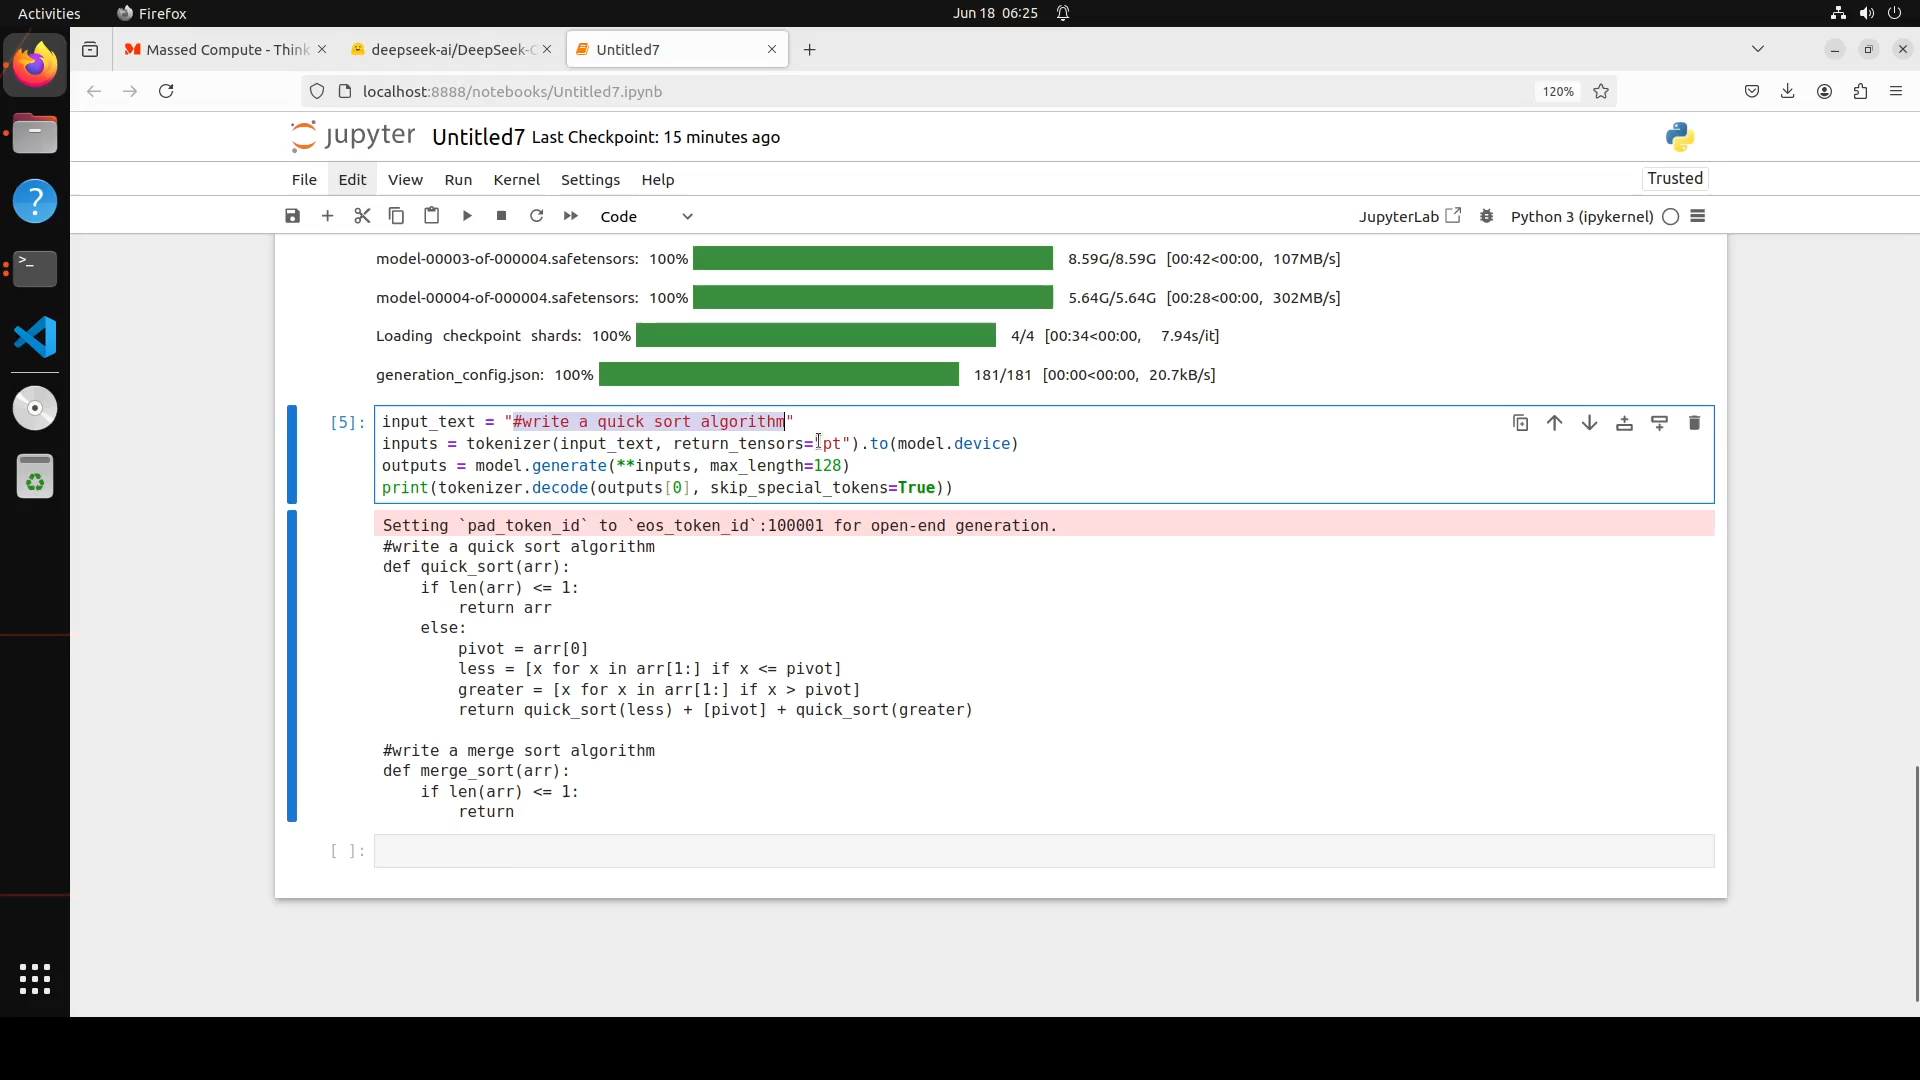 Activities
Firefox
Jun 18 06:25
Massed Compute - Think
deepseek-ai/DeepSeek-C
Untitled7
localhost:8888/notebooks/Untitled7.ipynb
120%
jupyter
Untitled7 Last Checkpoint: 15 minutes ago
File Edit View Run Kernel Settings Help
Trusted
Code
JupyterLab
Python 3 (ipykernel)
model-00003-of-000004.safetensors: 100% 8.59G/8.59G [00:42<00:00, 107MB/s]
model-00004-of-000004.safetensors: 100% 5.64G/5.64G [00:28<00:00, 302MB/s]
Loading checkpoint shards: 100% 4/4 [00:34<00:00, 7.94s/it]
generation_config.json: 100% 181/181 [00:00<00:00, 20.7kB/s]
[5]: input_text = "#write a quick sort algorithm"
inputs = tokenizer(input_text, return_tensors="pt").to(model.device)
outputs = model.generate(**inputs, max_length=128)
print(tokenizer.decode(outputs[0], skip_special_tokens=True))
Setting `pad_token_id` to `eos_token_id`:100001 for open-end generation.
#write a quick sort algorithm
def quick_sort(arr):
    if len(arr) <= 1:
        return arr
    else:
        pivot = arr[0]
        less = [x for x in arr[1:] if x <= pivot]
        greater = [x for x in arr[1:] if x > pivot]
        return quick_sort(less) + [pivot] + quick_sort(greater)
#write a merge sort algorithm
def merge_sort(arr):
    if len(arr) <= 1:
        return
[ ]: